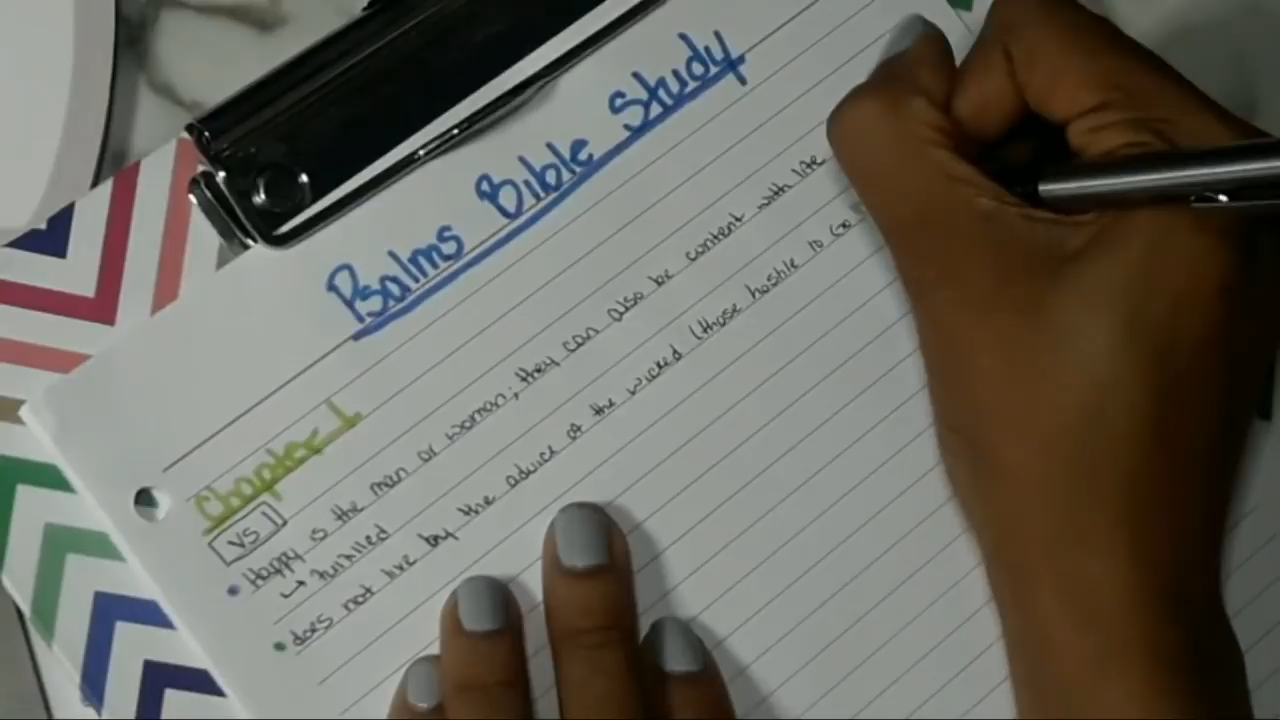 Psalms Bible Study
Chapter 1
VS 1
Happy is the man or woman; they can also be content with life
↳ fulfilled
does not live by the advice of the wicked (those hostile to Go